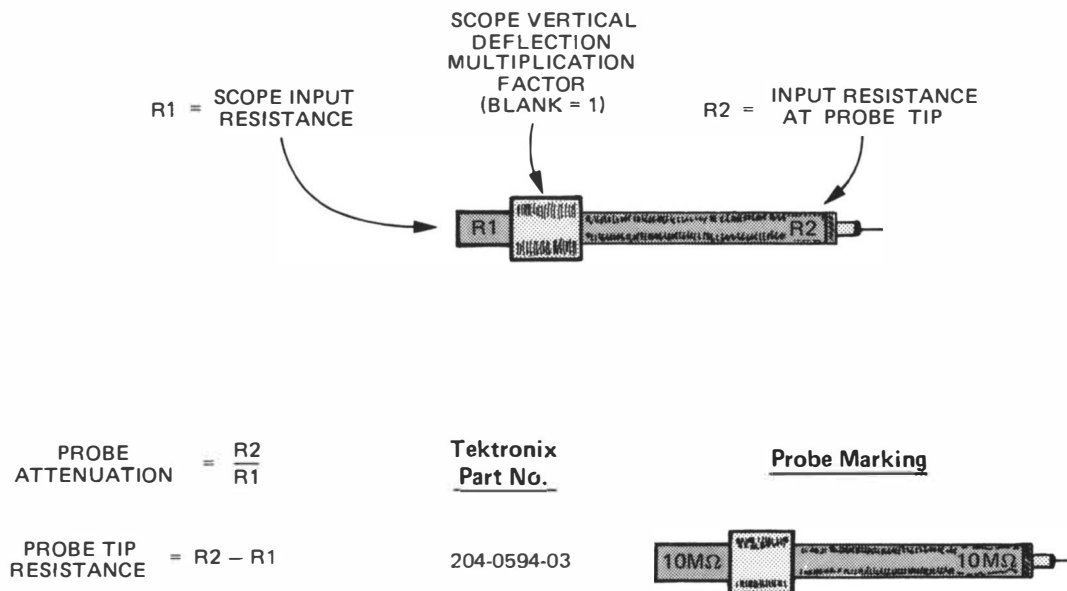 SCOPE VERTICAL
DEFLECTION
MULTIPLICATION
FACTOR
(BLANK = 1)
R1 = SCOPE INPUT
RESISTANCE
R2 = INPUT RESISTANCE
AT PROBE TIP
R1
R2
PROBE
ATTENUATION = R2
R1
Tektronix
Part No.
Probe Marking
PROBE TIP
RESISTANCE = R2 – R1
204-0594-03
10MΩ
10MΩ